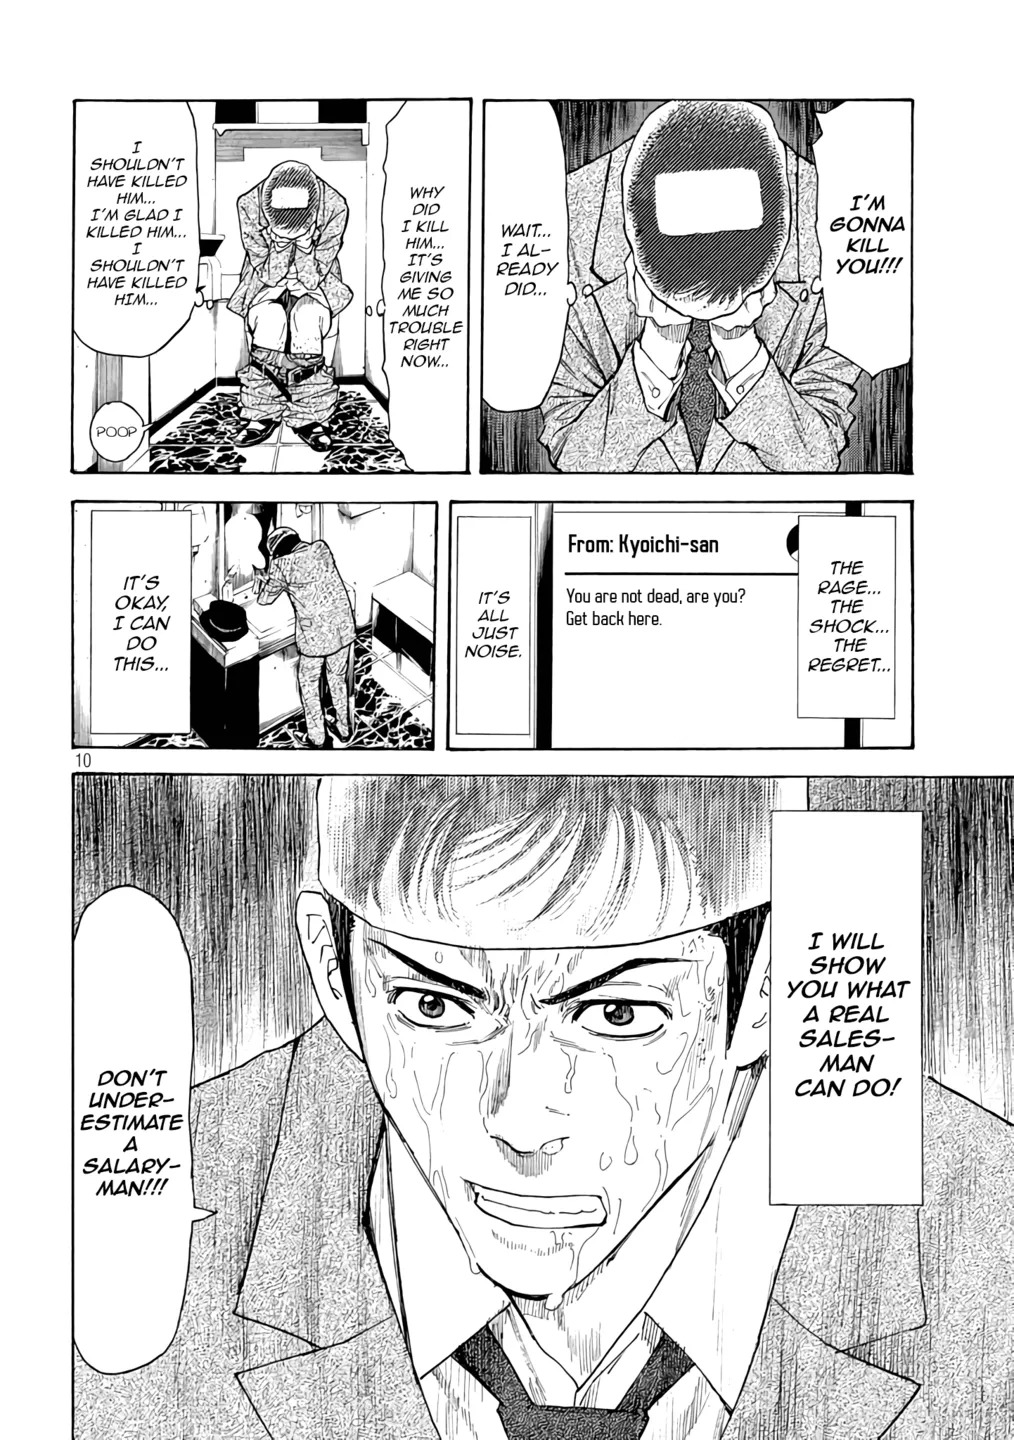 I'M
GONNA
KILL
YOU!!!
WAIT...
I AL-
READY
DID...
WHY
DID
I KILL
HIM...
IT'S
GIVING
ME SO
MUCH
TROUBLE
RIGHT
NOW...
I
SHOULDN'T
HAVE KILLED
HIM...
I'M GLAD I
KILLED HIM...
I
SHOULDN'T
HAVE KILLED
HIM...
POOP
THE
RAGE...
THE
SHOCK...
THE
REGRET...
From: Kyoichi-san
You are not dead, are you?
Get back here.
IT'S
ALL
JUST
NOISE.
IT'S
OKAY,
I CAN
DO
THIS...
10
I WILL
SHOW
YOU WHAT
A REAL
SALES-
MAN
CAN DO!
DON'T
UNDER-
ESTIMATE
A
SALARY-
MAN!!!